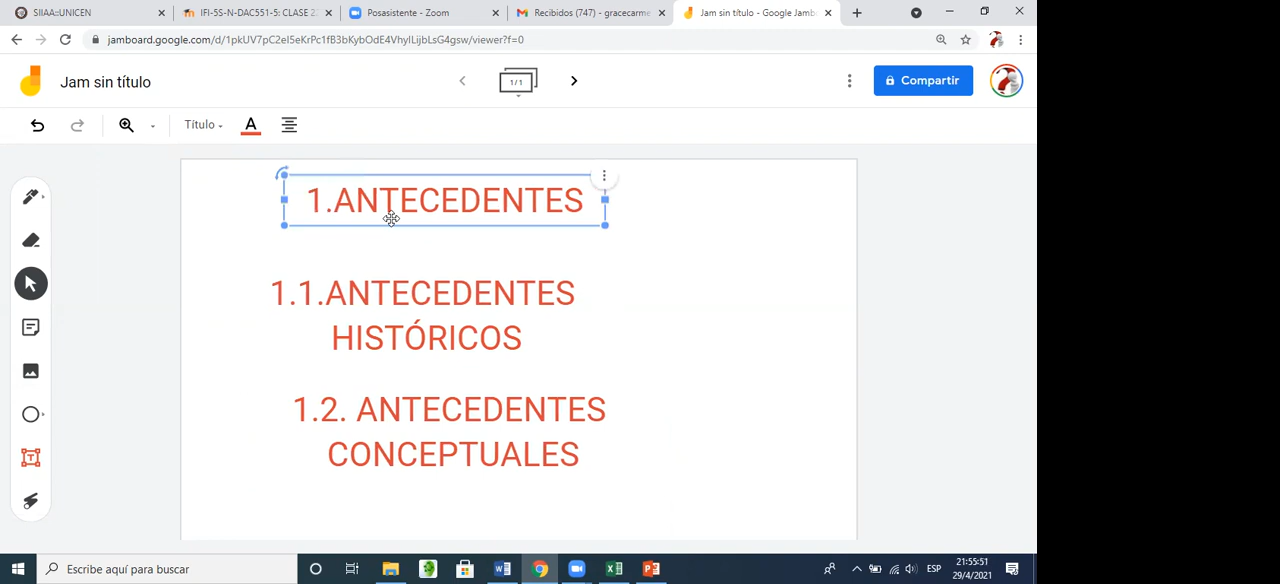 SIIAA::UNICEN
IFI-5S-N-DAC551-5: CLASE 2
Posasistente - Zoom
Recibidos (747) - gracecarme
Jam sin título - Google Jambo
jamboard.google.com/d/1pkUV7pC2eI5eKrPc1fB3bKybOdE4VhyILijbLsG4gsw/viewer?f=0
Jam sin título
1/1
Compartir
Título
A
1.ANTECEDENTES
1.1.ANTECEDENTES
HISTÓRICOS
1.2. ANTECEDENTES
CONCEPTUALES
Escribe aquí para buscar
ESP
21:55:51
29/4/2021